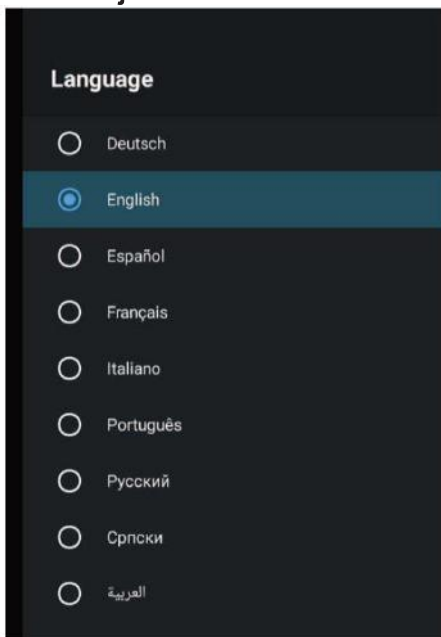 Language
Deutsch
English
Español
Français
Italiano
Português
Русский
Српски
العربية